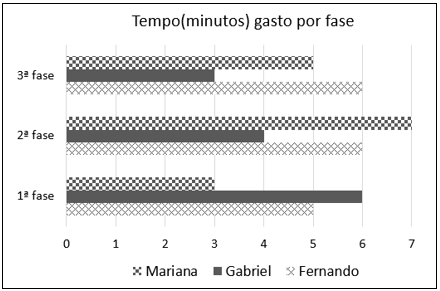 Tempo(minutos) gasto por fase
3ª fase
2ª fase
1ª fase
0 1 2 3 4 5 6 7
Mariana Gabriel Fernando